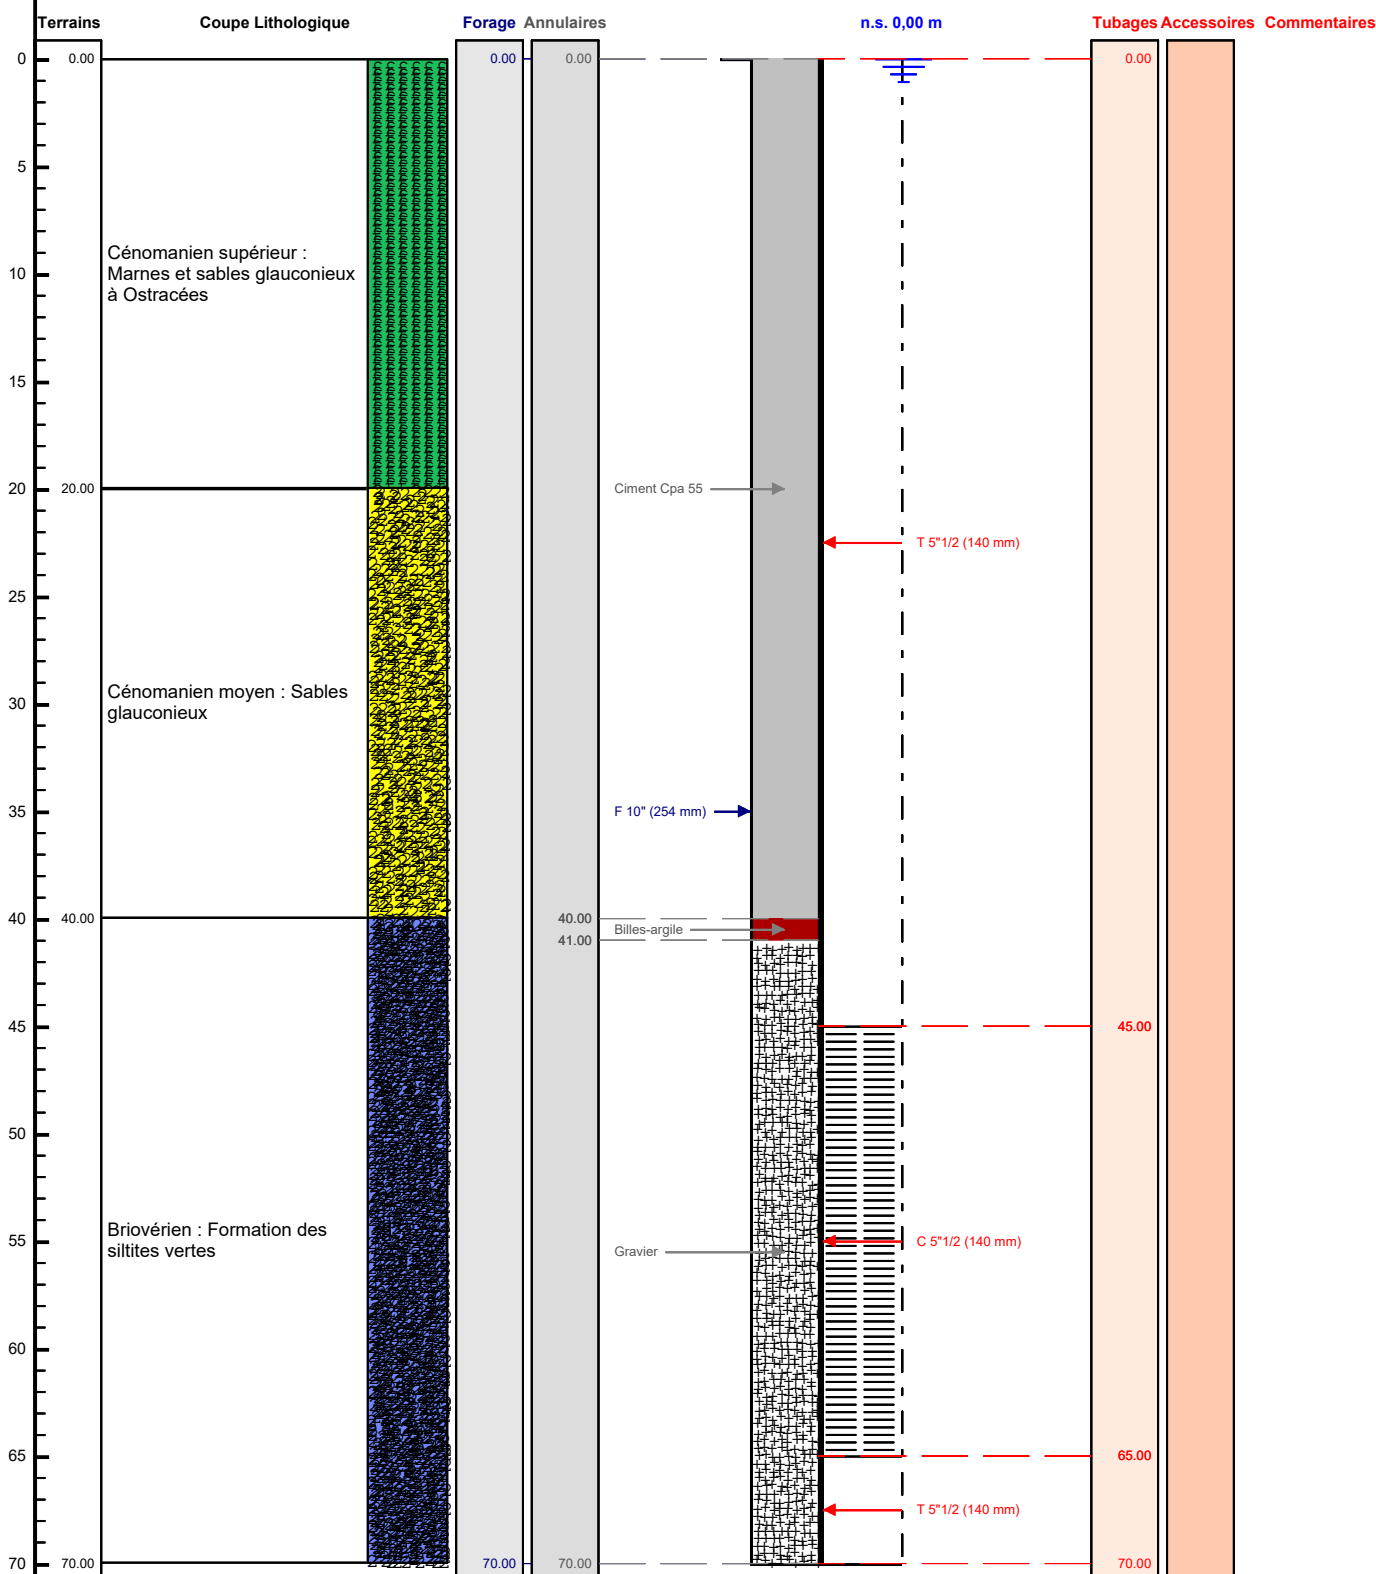 Terrains Coupe Lithologique Forage Annulaires n.s. 0,00 m Tubages Accessoires Commentaires
0 0.00 0.00 0.00 0.00
5
Cénomanien supérieur :
Marnes et sables glauconieux
à Ostracées
10
15
20 20.00 Ciment Cpa 55
T 5"1/2 (140 mm)
25
Cénomanien moyen : Sables
glauconieux
30
35 F 10" (254 mm)
40 40.00 40.00
Billes-argile
41.00
45 45.00
50
Briovérien : Formation des
siltites vertes
55 C 5"1/2 (140 mm)
Gravier
60
65 65.00
T 5"1/2 (140 mm)
70 70.00 70.00 70.00 70.00